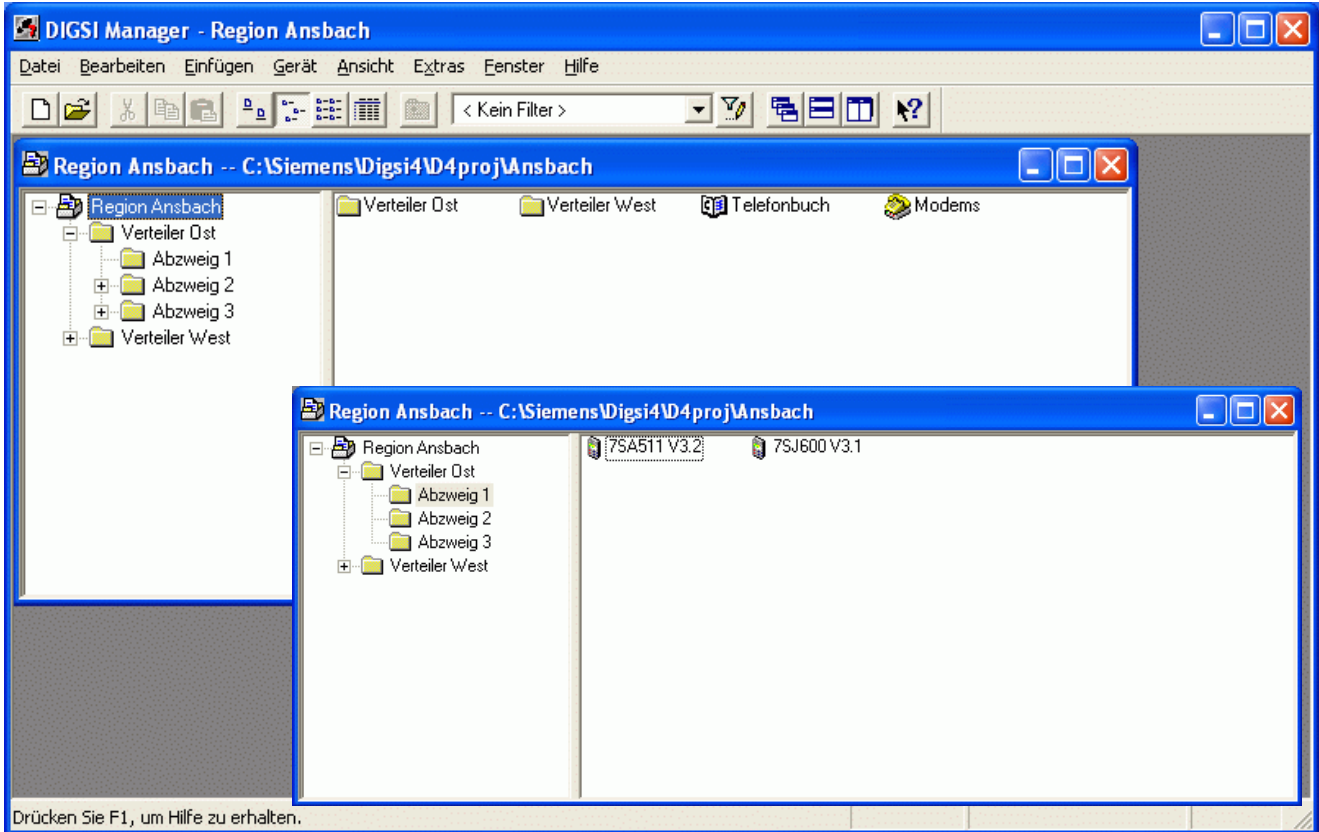 DIGSI Manager - Region Ansbach
Datei Bearbeiten Einfügen Gerät Ansicht Extras Fenster Hilfe
< Kein Filter >
Region Ansbach -- C:\Siemens\Digsi4\D4proj\Ansbach
Region Ansbach
Verteiler Ost
Abzweig 1
Abzweig 2
Abzweig 3
Verteiler West
Verteiler Ost Verteiler West Telefonbuch Modems
Region Ansbach -- C:\Siemens\Digsi4\D4proj\Ansbach
Region Ansbach
Verteiler Ost
Abzweig 1
Abzweig 2
Abzweig 3
Verteiler West
7SA511 V3.2 7SJ600 V3.1
Drücken Sie F1, um Hilfe zu erhalten.